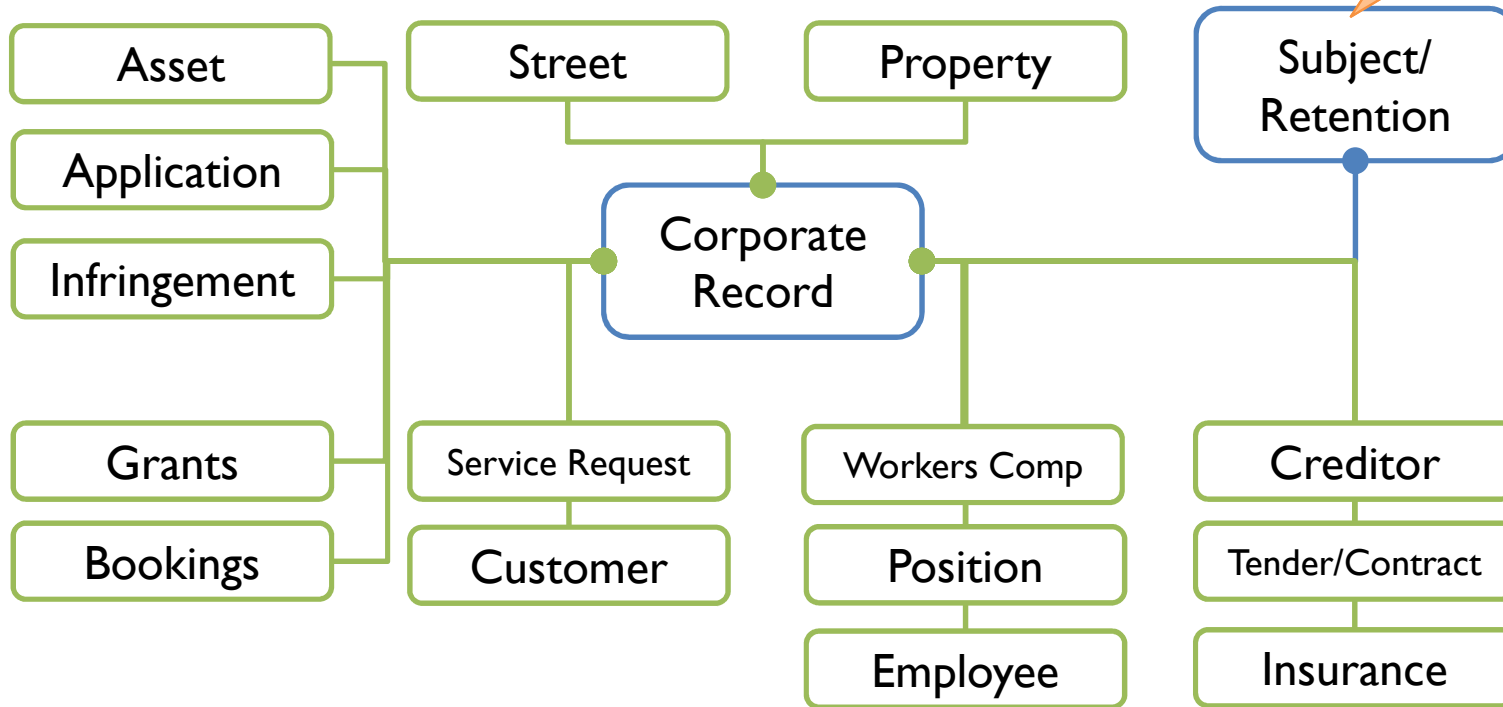 Asset
Street
Property
Subject/
Retention
Application
Corporate
Record
Infringement
Grants
Service Request
Workers Comp
Creditor
Bookings
Customer
Position
Tender/Contract
Employee
Insurance